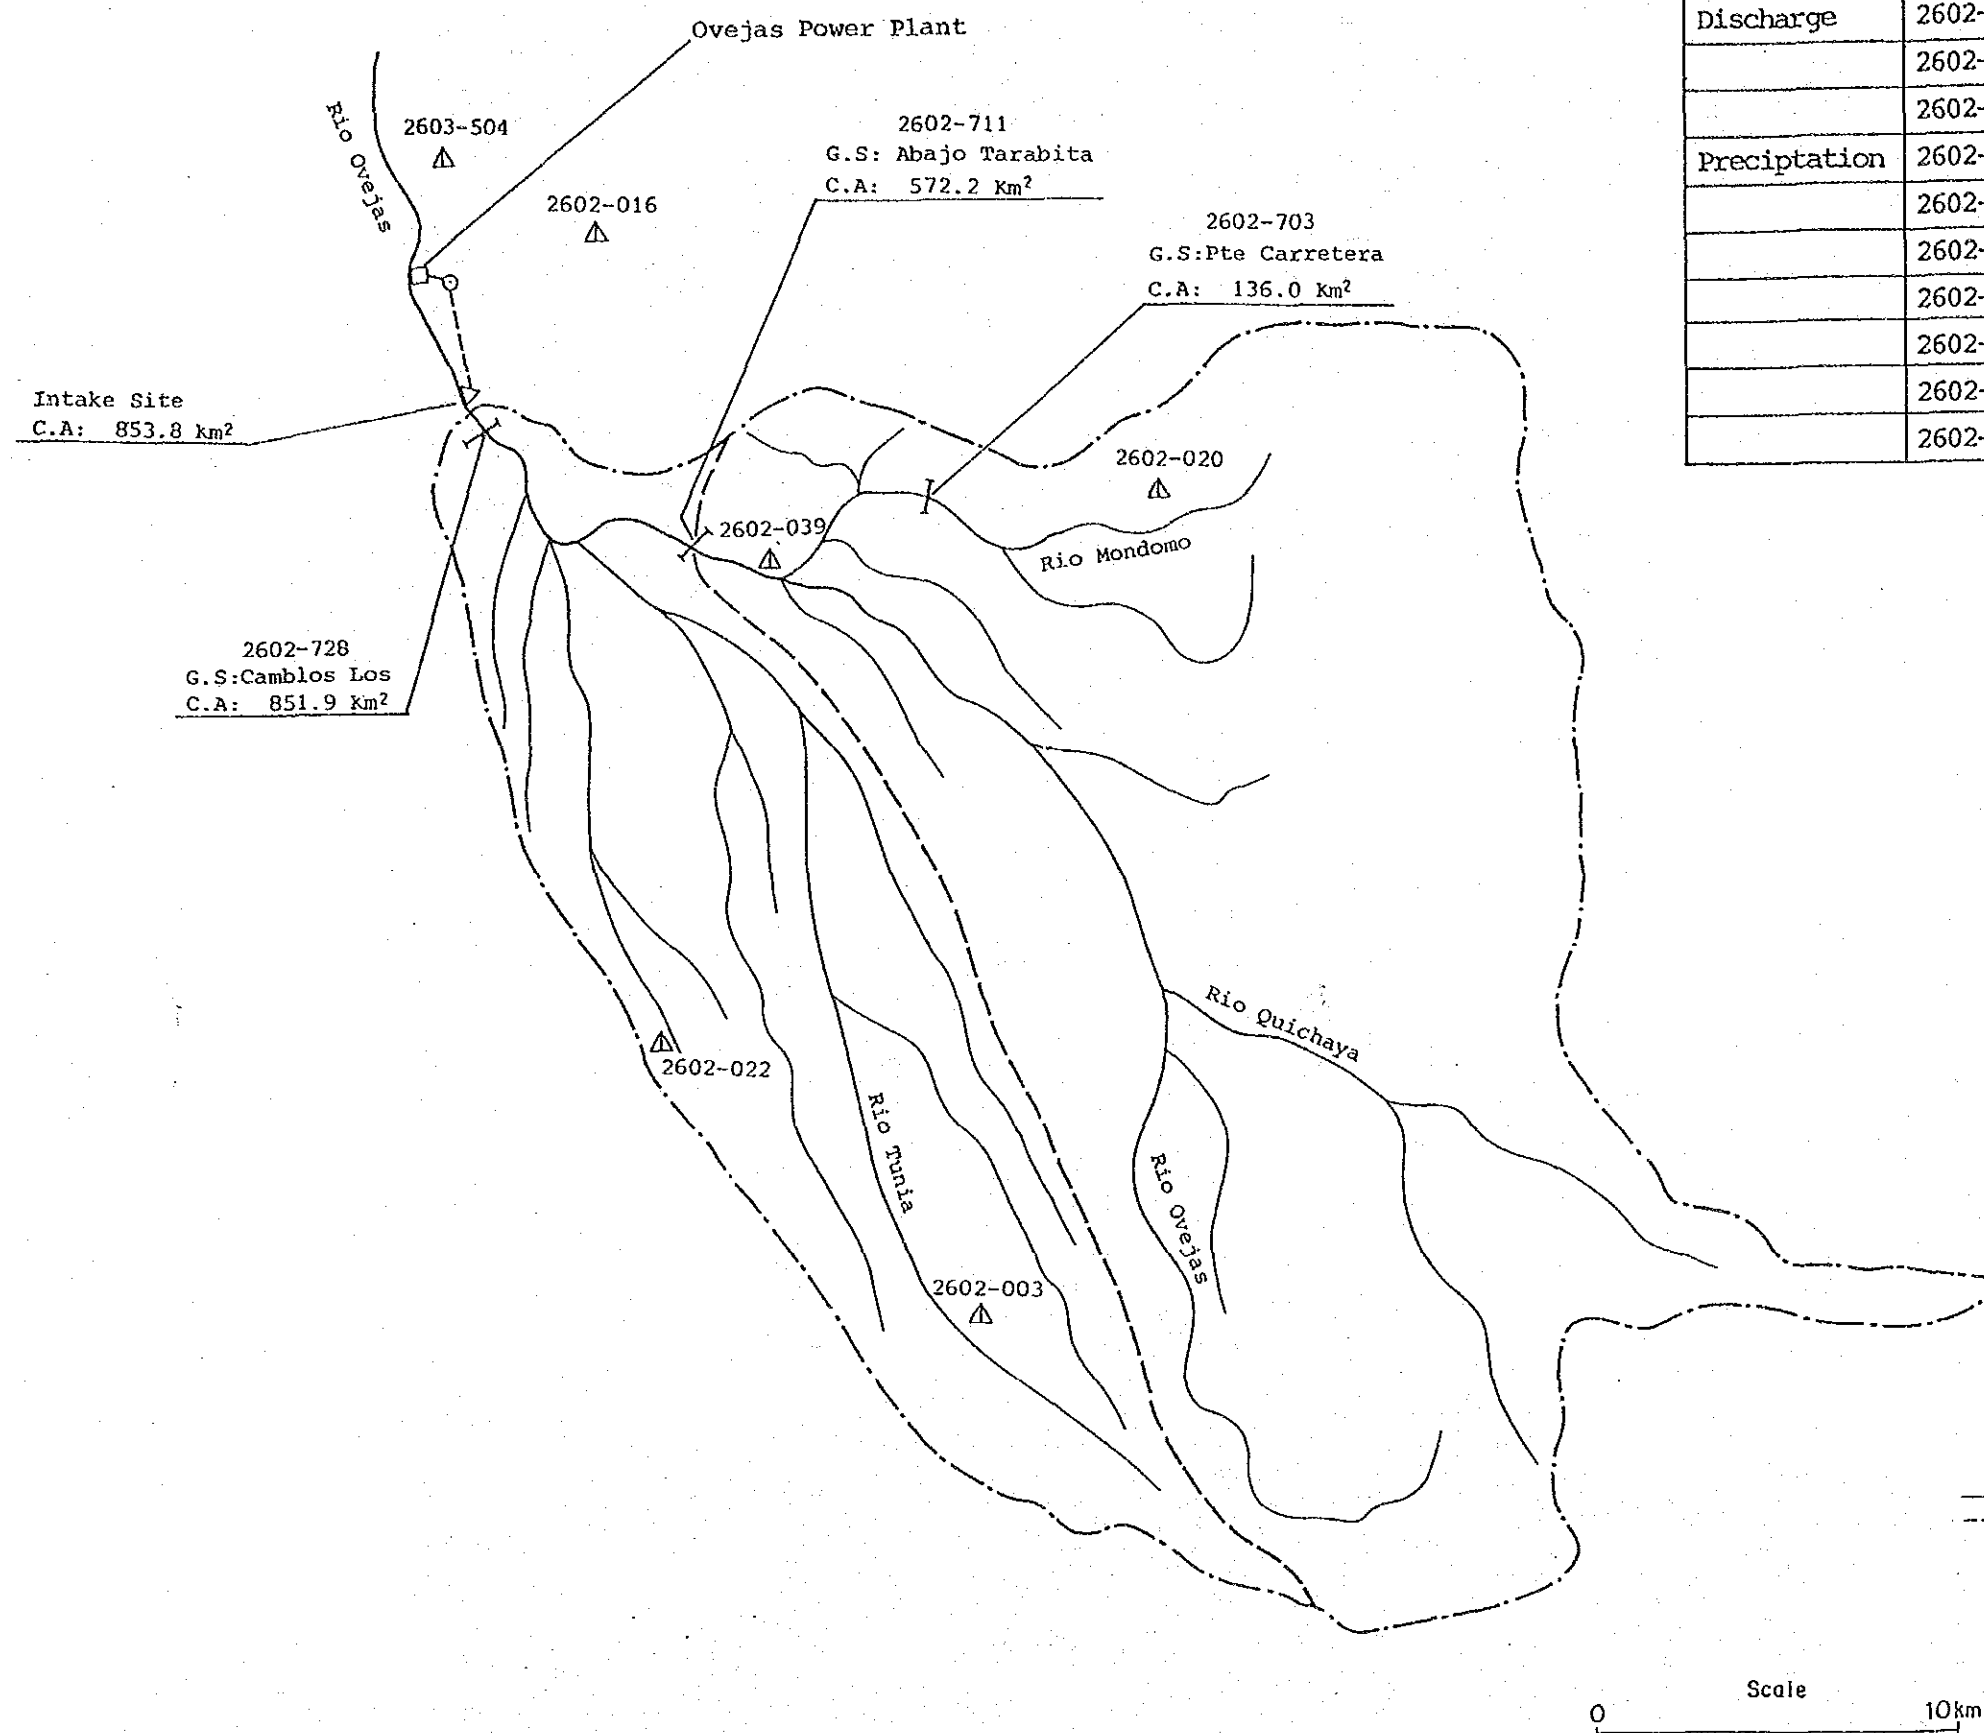 Ovejas Power Plant
Discharge 2602-
2602-
2602-
Preciptation 2602-
2602-
2602-
2602-
2602-
2602-
2602-
Rio Ovejas
2603-504
2602-016
2602-711
G.S: Abajo Tarabita
C.A: 572.2 Km²
2602-703
G.S:Pte Carretera
C.A: 136.0 Km²
Intake Site
C.A: 853.8 km²
2602-020
2602-039
Rio Mondomo
2602-728
G.S:Camblos Los
C.A: 851.9 Km²
Rio Quichaya
2602-022
Rio Tunia
Rio Ovejas
2602-003
Scale
0 10km